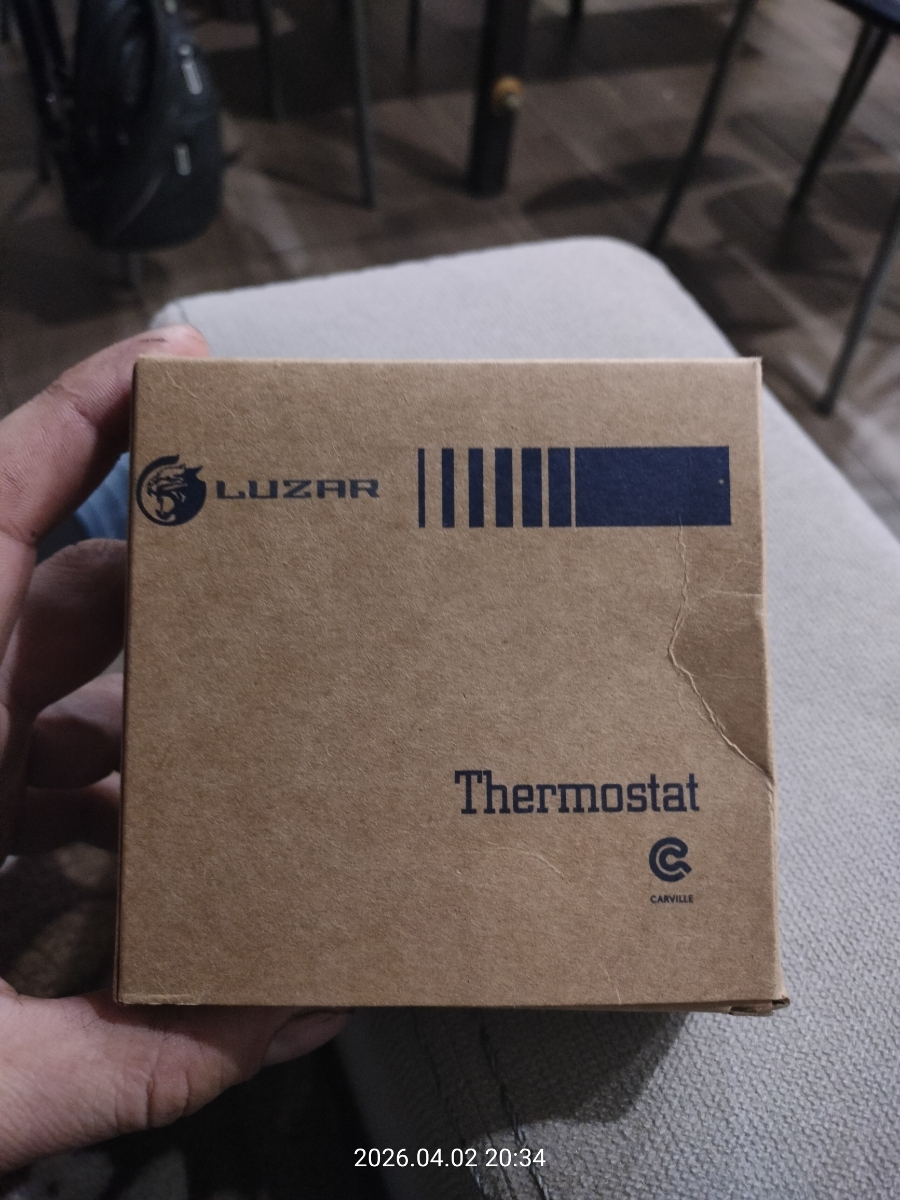 LUZAR
Thermostat
CARVILLE
2026.04.02 20:34